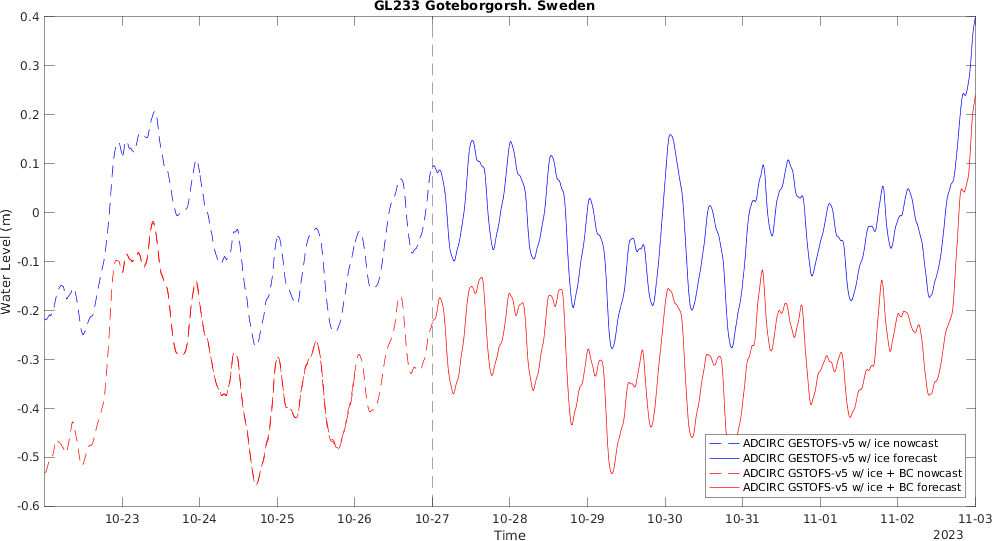 GL233 Goteborgorsh. Sweden
0.4
0.3
0.2
0.1
0
-0.1
-0.2
-0.3
-0.4
-0.5
-0.6
Water Level (m)
ADCIRC GESTOFS-v5 w/ ice nowcast
ADCIRC GESTOFS-v5 w/ ice forecast
ADCIRC GSTOFS-v5 w/ ice + BC nowcast
ADCIRC GSTOFS-v5 w/ ice + BC forecast
10-23 10-24 10-25 10-26 10-27 10-28 10-29 10-30 10-31 11-01 11-02 11-03
Time
2023